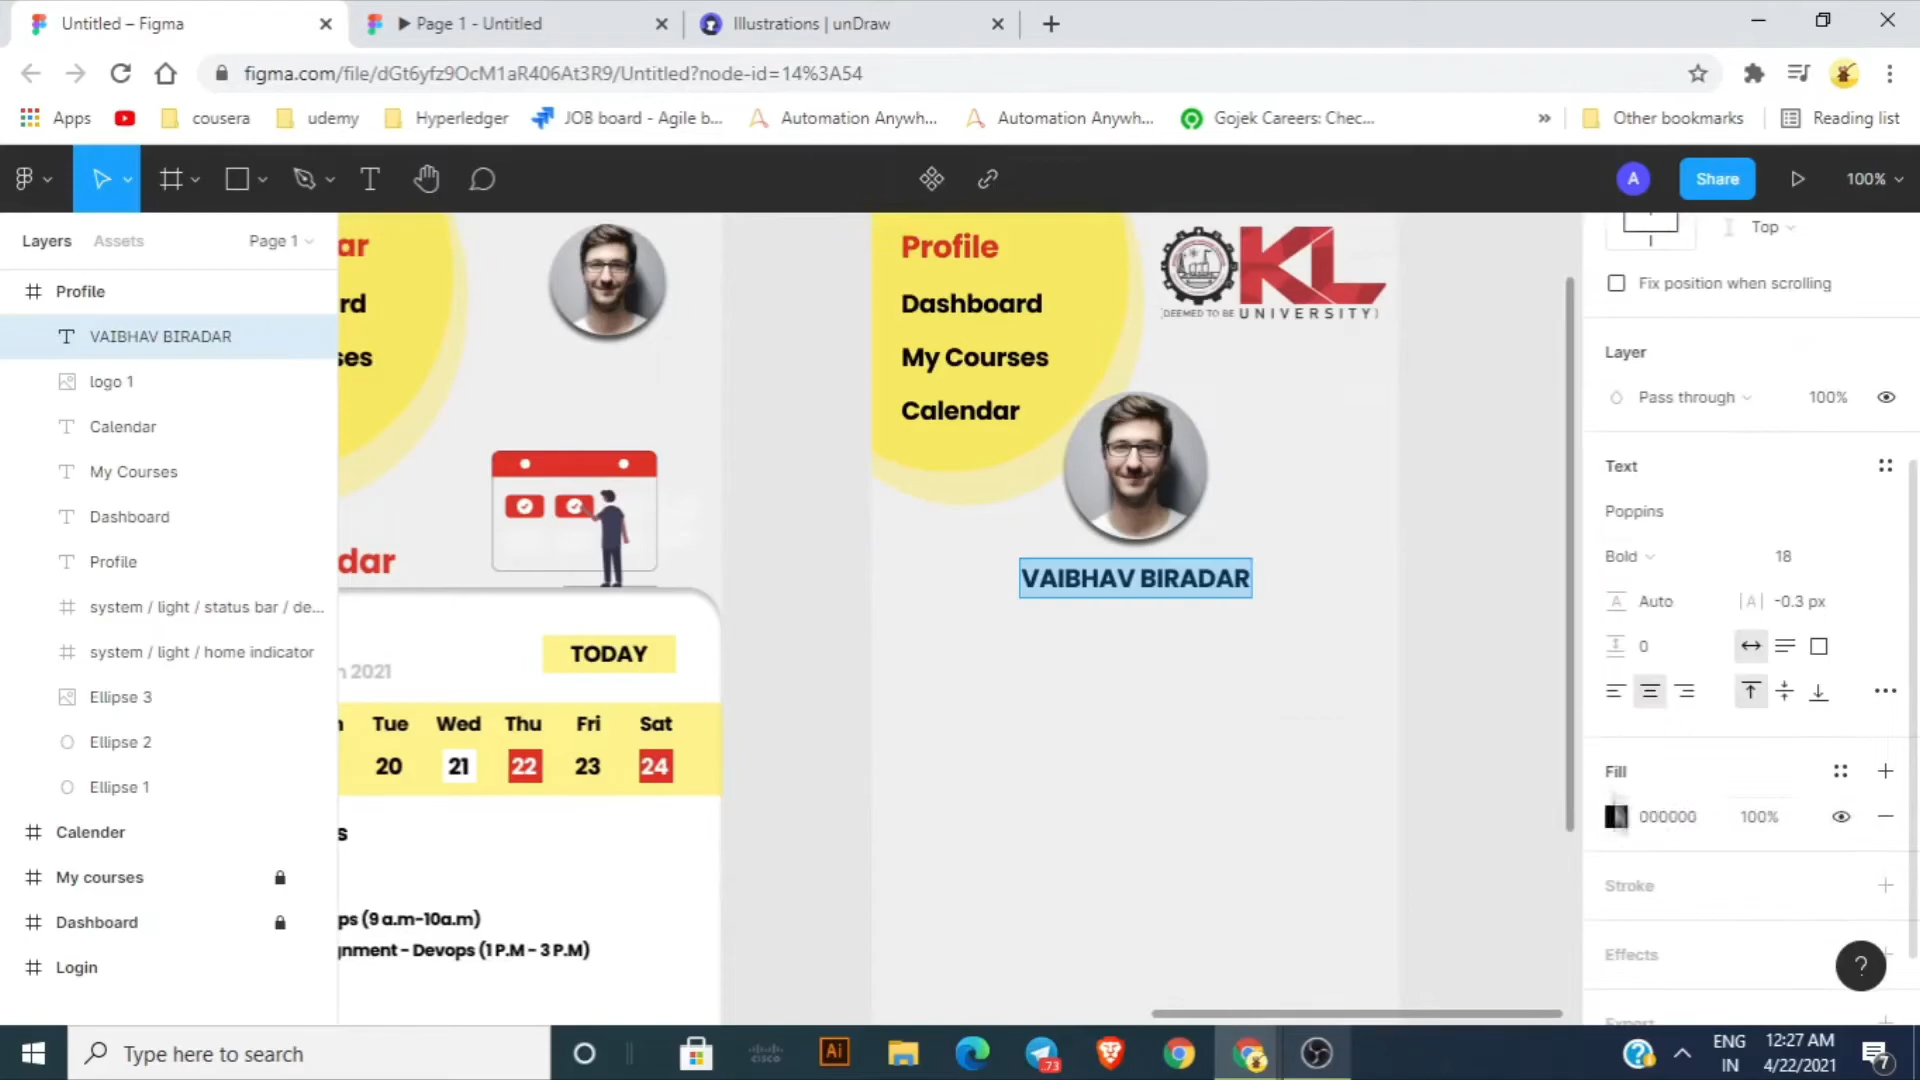 Untitled – Figma
Page 1 - Untitled
Illustrations | unDraw
figma.com/file/dGt6yfz9OcM1aR406At3R9/Untitled?node-id=14%3A54
Apps
cousera
udemy
Hyperledger
JOB board - Agile b...
Automation Anywh...
Automation Anywh...
Gojek Careers: Chec...
»
Other bookmarks
Reading list
A
Share
100%
Layers
Assets
Page 1
Profile
VAIBHAV BIRADAR
logo 1
Calendar
My Courses
Dashboard
Profile
system / light / status bar / de...
system / light / home indicator
Ellipse 3
Ellipse 2
Ellipse 1
Calender
My courses
Dashboard
Login
ar
rd
ses
dar
TODAY
2021
Tue Wed Thu Fri Sat
20 21 22 23 24
s
ps (9 a.m-10a.m)
gnment - Devops (1 P.M - 3 P.M)
Profile
Dashboard
My Courses
Calendar
KL
(DEEMED TO BE UNIVERSITY)
VAIBHAV BIRADAR
Top
Fix position when scrolling
Layer
Pass through
100%
Text
Poppins
Bold
18
Auto
-0.3 px
0
Fill
000000
100%
Stroke
Effects
?
Type here to search
Ai
cisco
73
ENG
IN
12:27 AM
4/22/2021
7